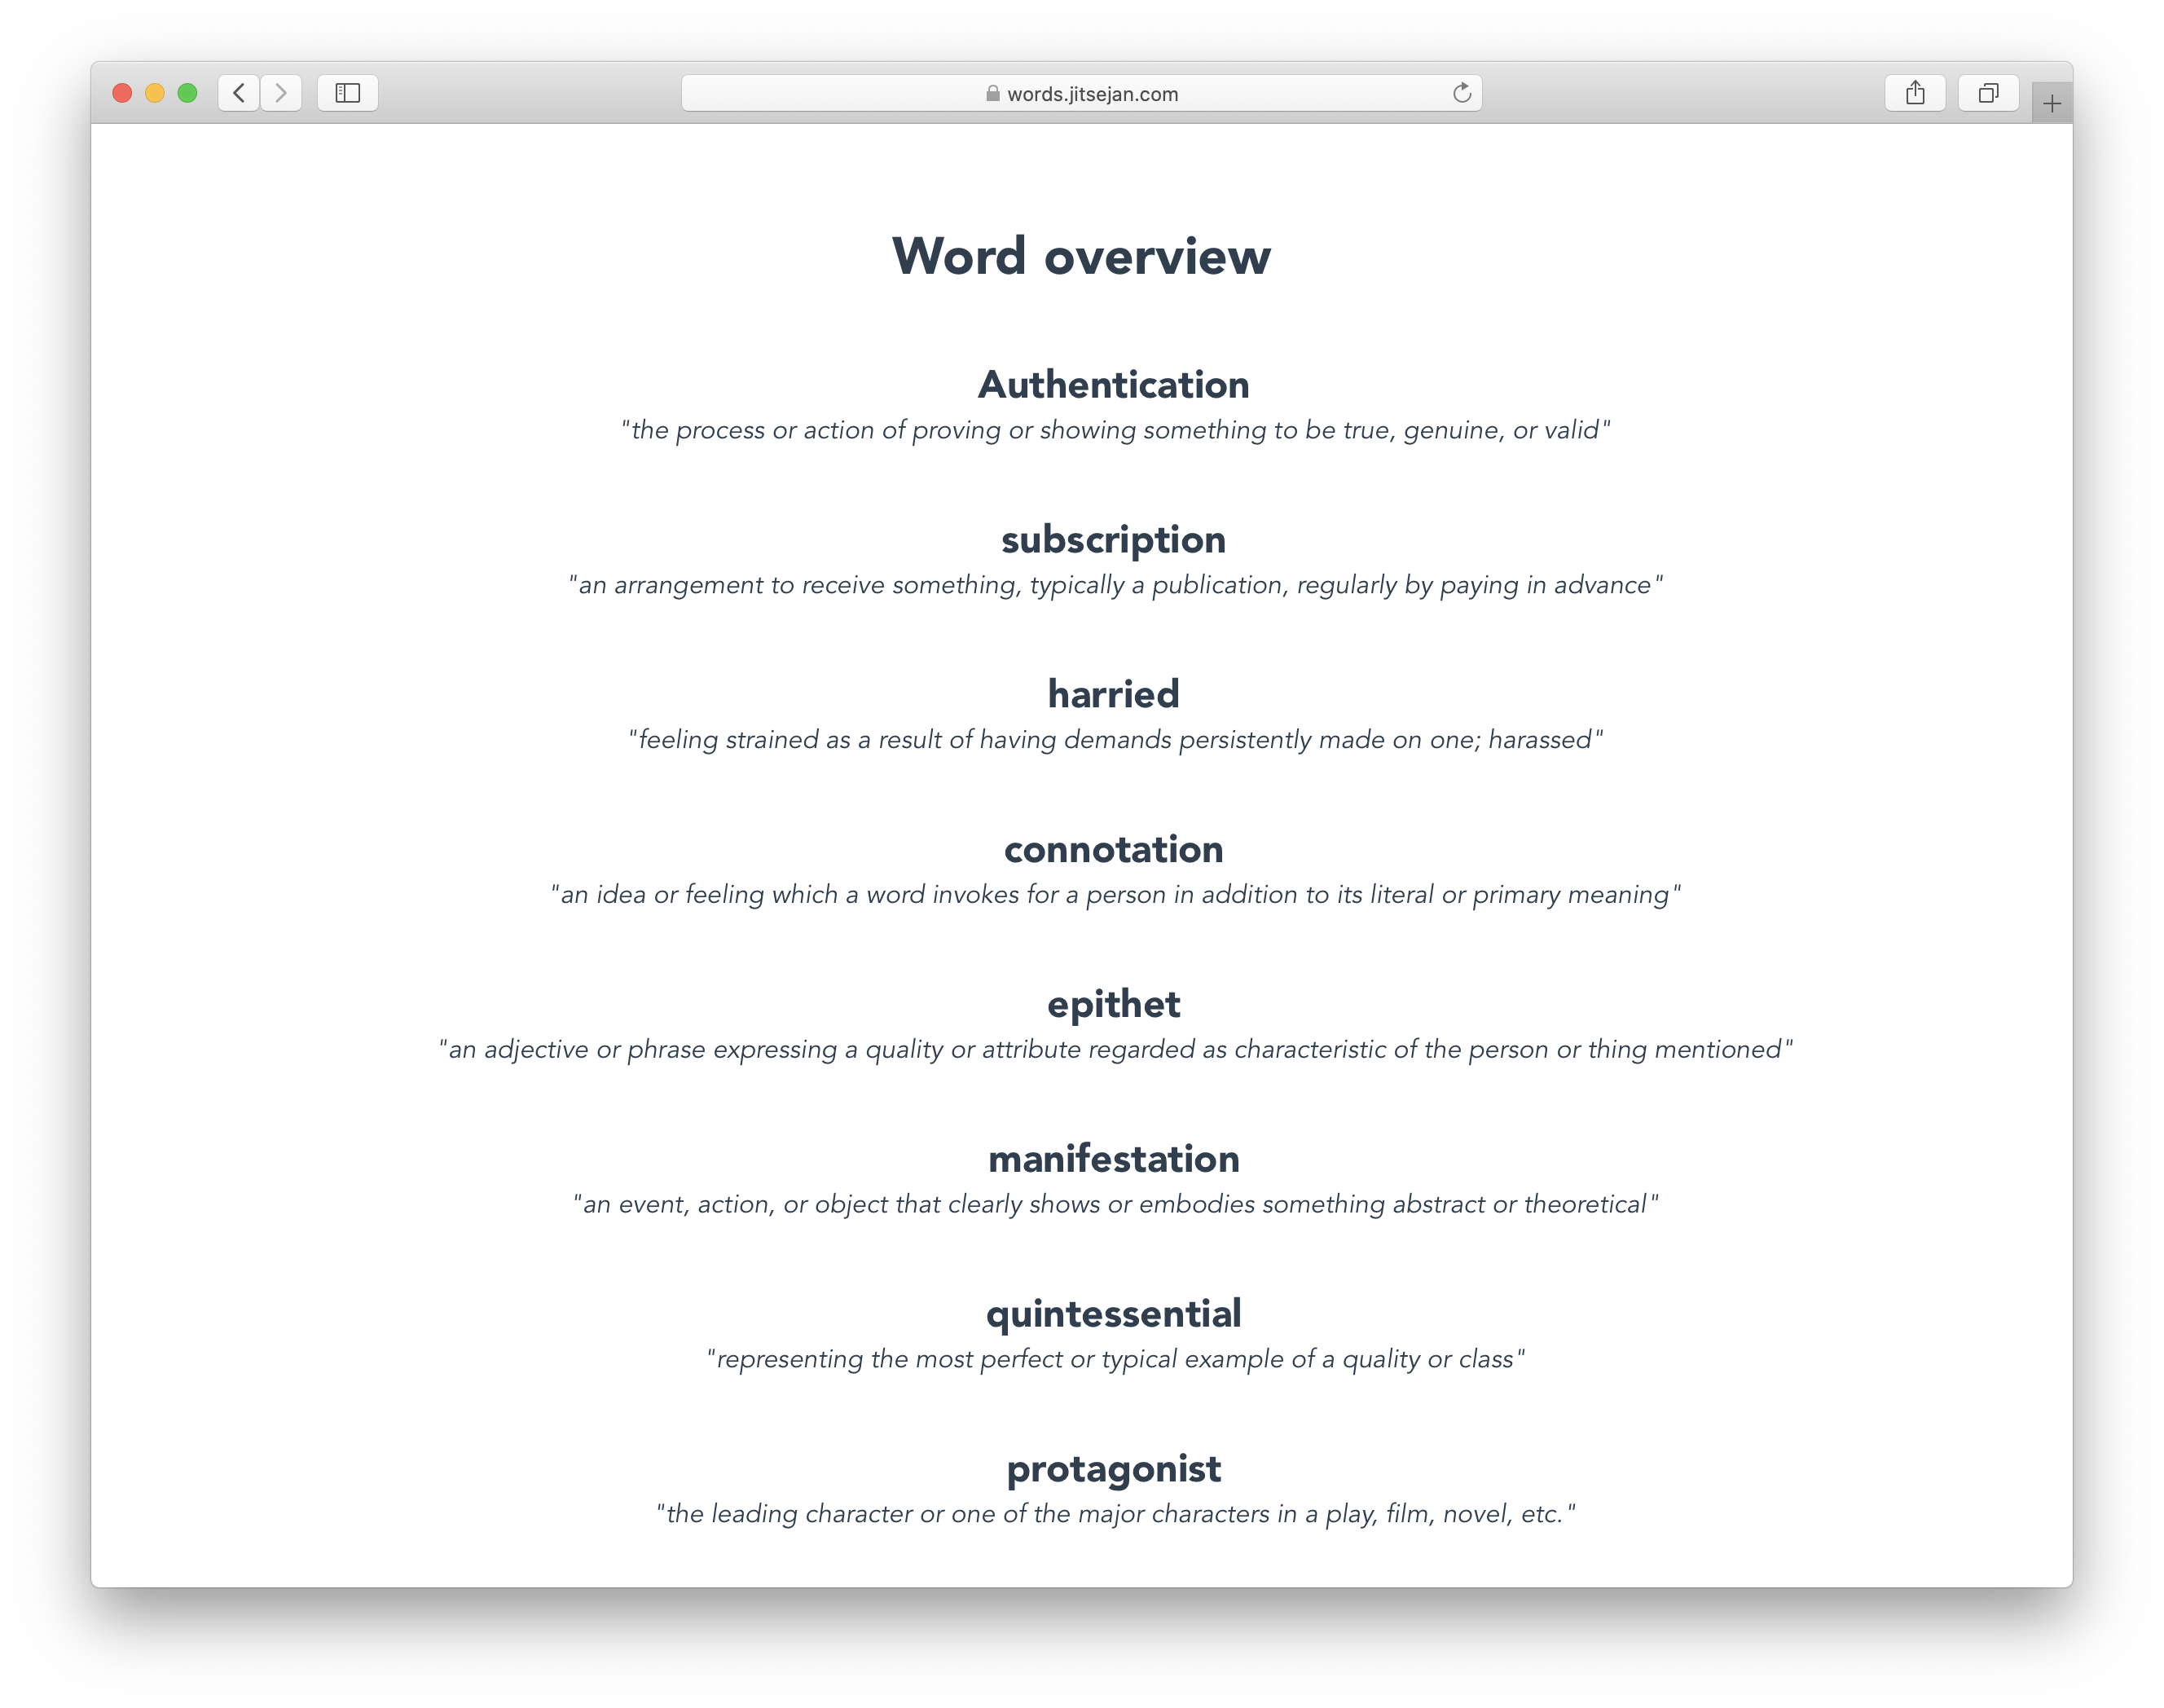 words.jitsejan.com
Word overview
Authentication
"the process or action of proving or showing something to be true, genuine, or valid"
subscription
"an arrangement to receive something, typically a publication, regularly by paying in advance"
harried
"feeling strained as a result of having demands persistently made on one; harassed"
connotation
"an idea or feeling which a word invokes for a person in addition to its literal or primary meaning"
epithet
"an adjective or phrase expressing a quality or attribute regarded as characteristic of the person or thing mentioned"
manifestation
"an event, action, or object that clearly shows or embodies something abstract or theoretical"
quintessential
"representing the most perfect or typical example of a quality or class"
protagonist
"the leading character or one of the major characters in a play, film, novel, etc."